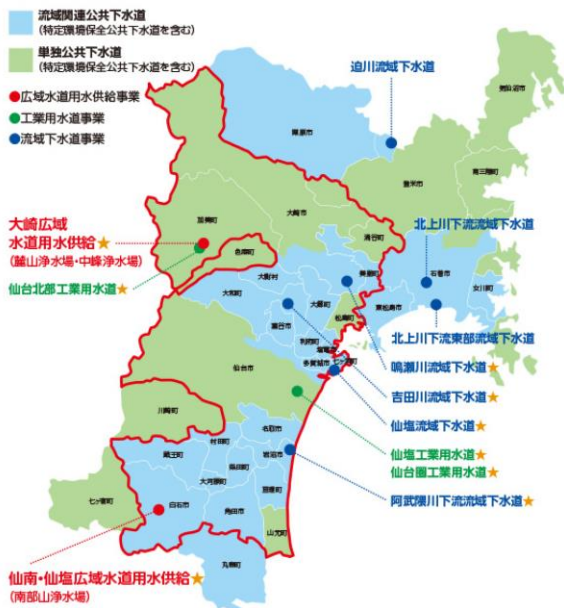 流域関連公共下水道
(特定環境保全公共下水道を含む)
単独公共下水道
(特定環境保全公共下水道を含む)
●広域水道用水供給事業
●工業用水道事業
●流域下水道事業
迫川流域下水道
気仙沼市
南三陸町
栗原市
登米市
大崎市
加美町
涌谷町
色麻町
大崎広域
水道用水供給★
(麓山浄水場・中峰浄水場)
仙台北部工業用水道★
北上川下流流域下水道
美里町
石巻市
女川町
大衡村
大和町
大郷町
東松島市
松島町
富谷市
利府町
塩竈市
多賀城市
七ヶ浜町
北上川下流東部流域下水道
鳴瀬川流域下水道★
吉田川流域下水道★
仙塩流域下水道★
仙台市
仙塩工業用水道★
仙台圏工業用水道★
川崎町
名取市
村田町
岩沼市
蔵王町
柴田町
大河原町
亘理町
阿武隈川下流流域下水道★
七ヶ宿町
白石市
角田市
山元町
丸森町
仙南・仙塩広域水道用水供給★
(南部山浄水場)